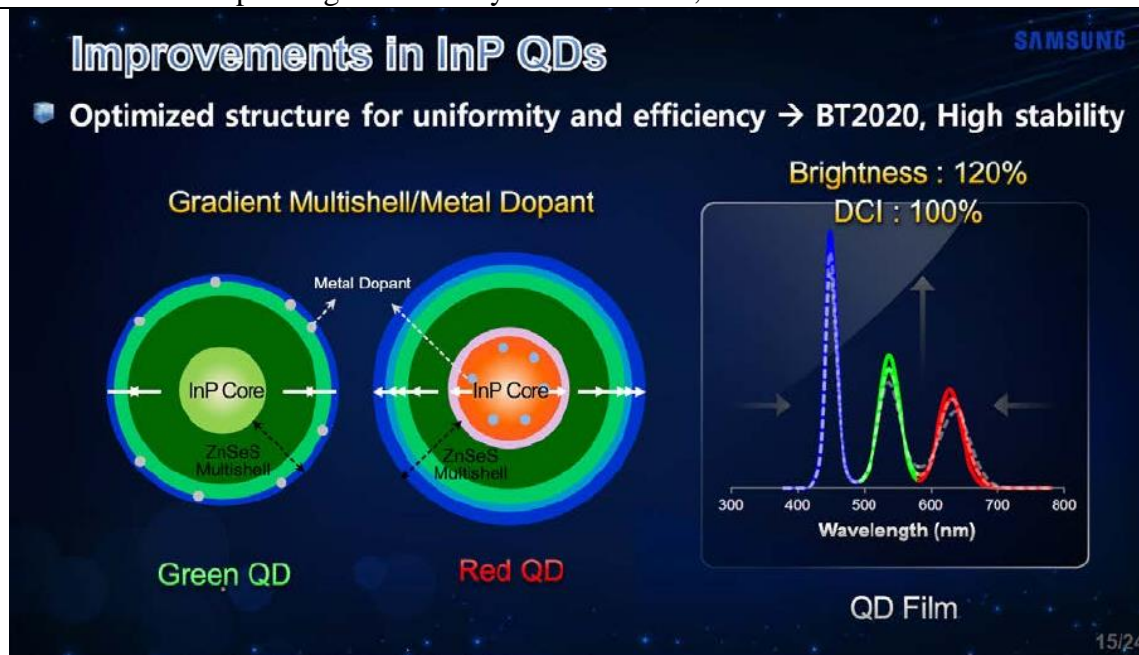 SAMSUNG
Improvements in InP QDs
Optimized structure for uniformity and efficiency → BT2020, High stability
Gradient Multishell/Metal Dopant
Metal Dopant
InP Core
ZnSeS
Multishell
Green QD
InP Core
ZnSeS
Multishell
Red QD
Brightness : 120%
DCI : 100%
300 400 500 600 700 800
Wavelength (nm)
QD Film
15/24